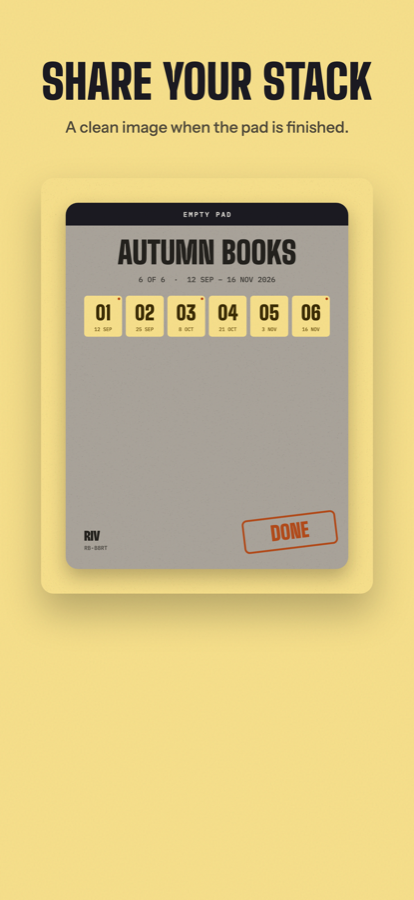 SHARE YOUR STACK
A clean image when the pad is finished.
EMPTY PAD
AUTUMN BOOKS
6 OF 6 · 12 SEP – 16 NOV 2026
01 02 03 04 05 06
12 SEP 25 SEP 8 OCT 21 OCT 3 NOV 16 NOV
DONE
RIV